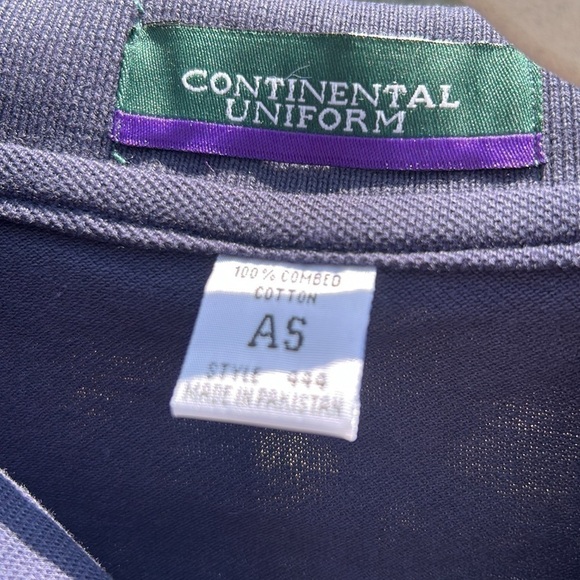 CONTINENTAL
UNIFORM
100% COMBED
COTTON
AS
STYLE 444
MADE IN PAKISTAN